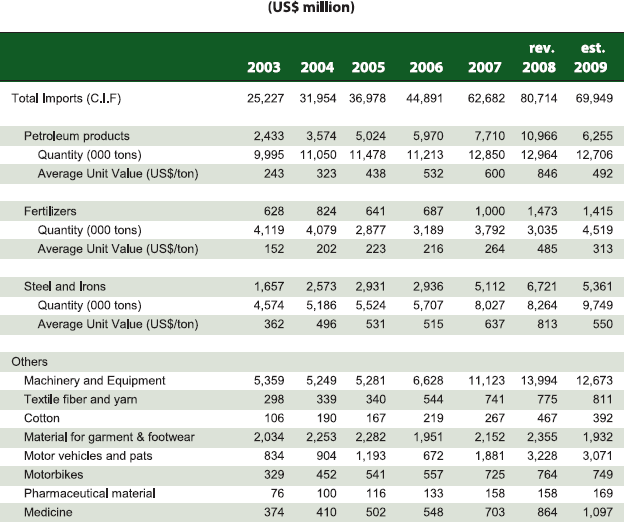 (US$ million)
rev. est.
2003 2004 2005 2006 2007 2008 2009
Total Imports (C.I.F) 25,227 31,954 36,978 44,891 62,682 80,714 69,949
Petroleum products 2,433 3,574 5,024 5,970 7,710 10,966 6,255
Quantity (000 tons) 9,995 11,050 11,478 11,213 12,850 12,964 12,706
Average Unit Value (US$/ton) 243 323 438 532 600 846 492
Fertilizers 628 824 641 687 1,000 1,473 1,415
Quantity (000 tons) 4,119 4,079 2,877 3,189 3,792 3,035 4,519
Average Unit Value (US$/ton) 152 202 223 216 264 485 313
Steel and Irons 1,657 2,573 2,931 2,936 5,112 6,721 5,361
Quantity (000 tons) 4,574 5,186 5,524 5,707 8,027 8,264 9,749
Average Unit Value (US$/ton) 362 496 531 515 637 813 550
Others
Machinery and Equipment 5,359 5,249 5,281 6,628 11,123 13,994 12,673
Textile fiber and yarn 298 339 340 544 741 775 811
Cotton 106 190 167 219 267 467 392
Material for garment & footwear 2,034 2,253 2,282 1,951 2,152 2,355 1,932
Motor vehicles and pats 834 904 1,193 672 1,881 3,228 3,071
Motorbikes 329 452 541 557 725 764 749
Pharmaceutical material 76 100 116 133 158 158 169
Medicine 374 410 502 548 703 864 1,097